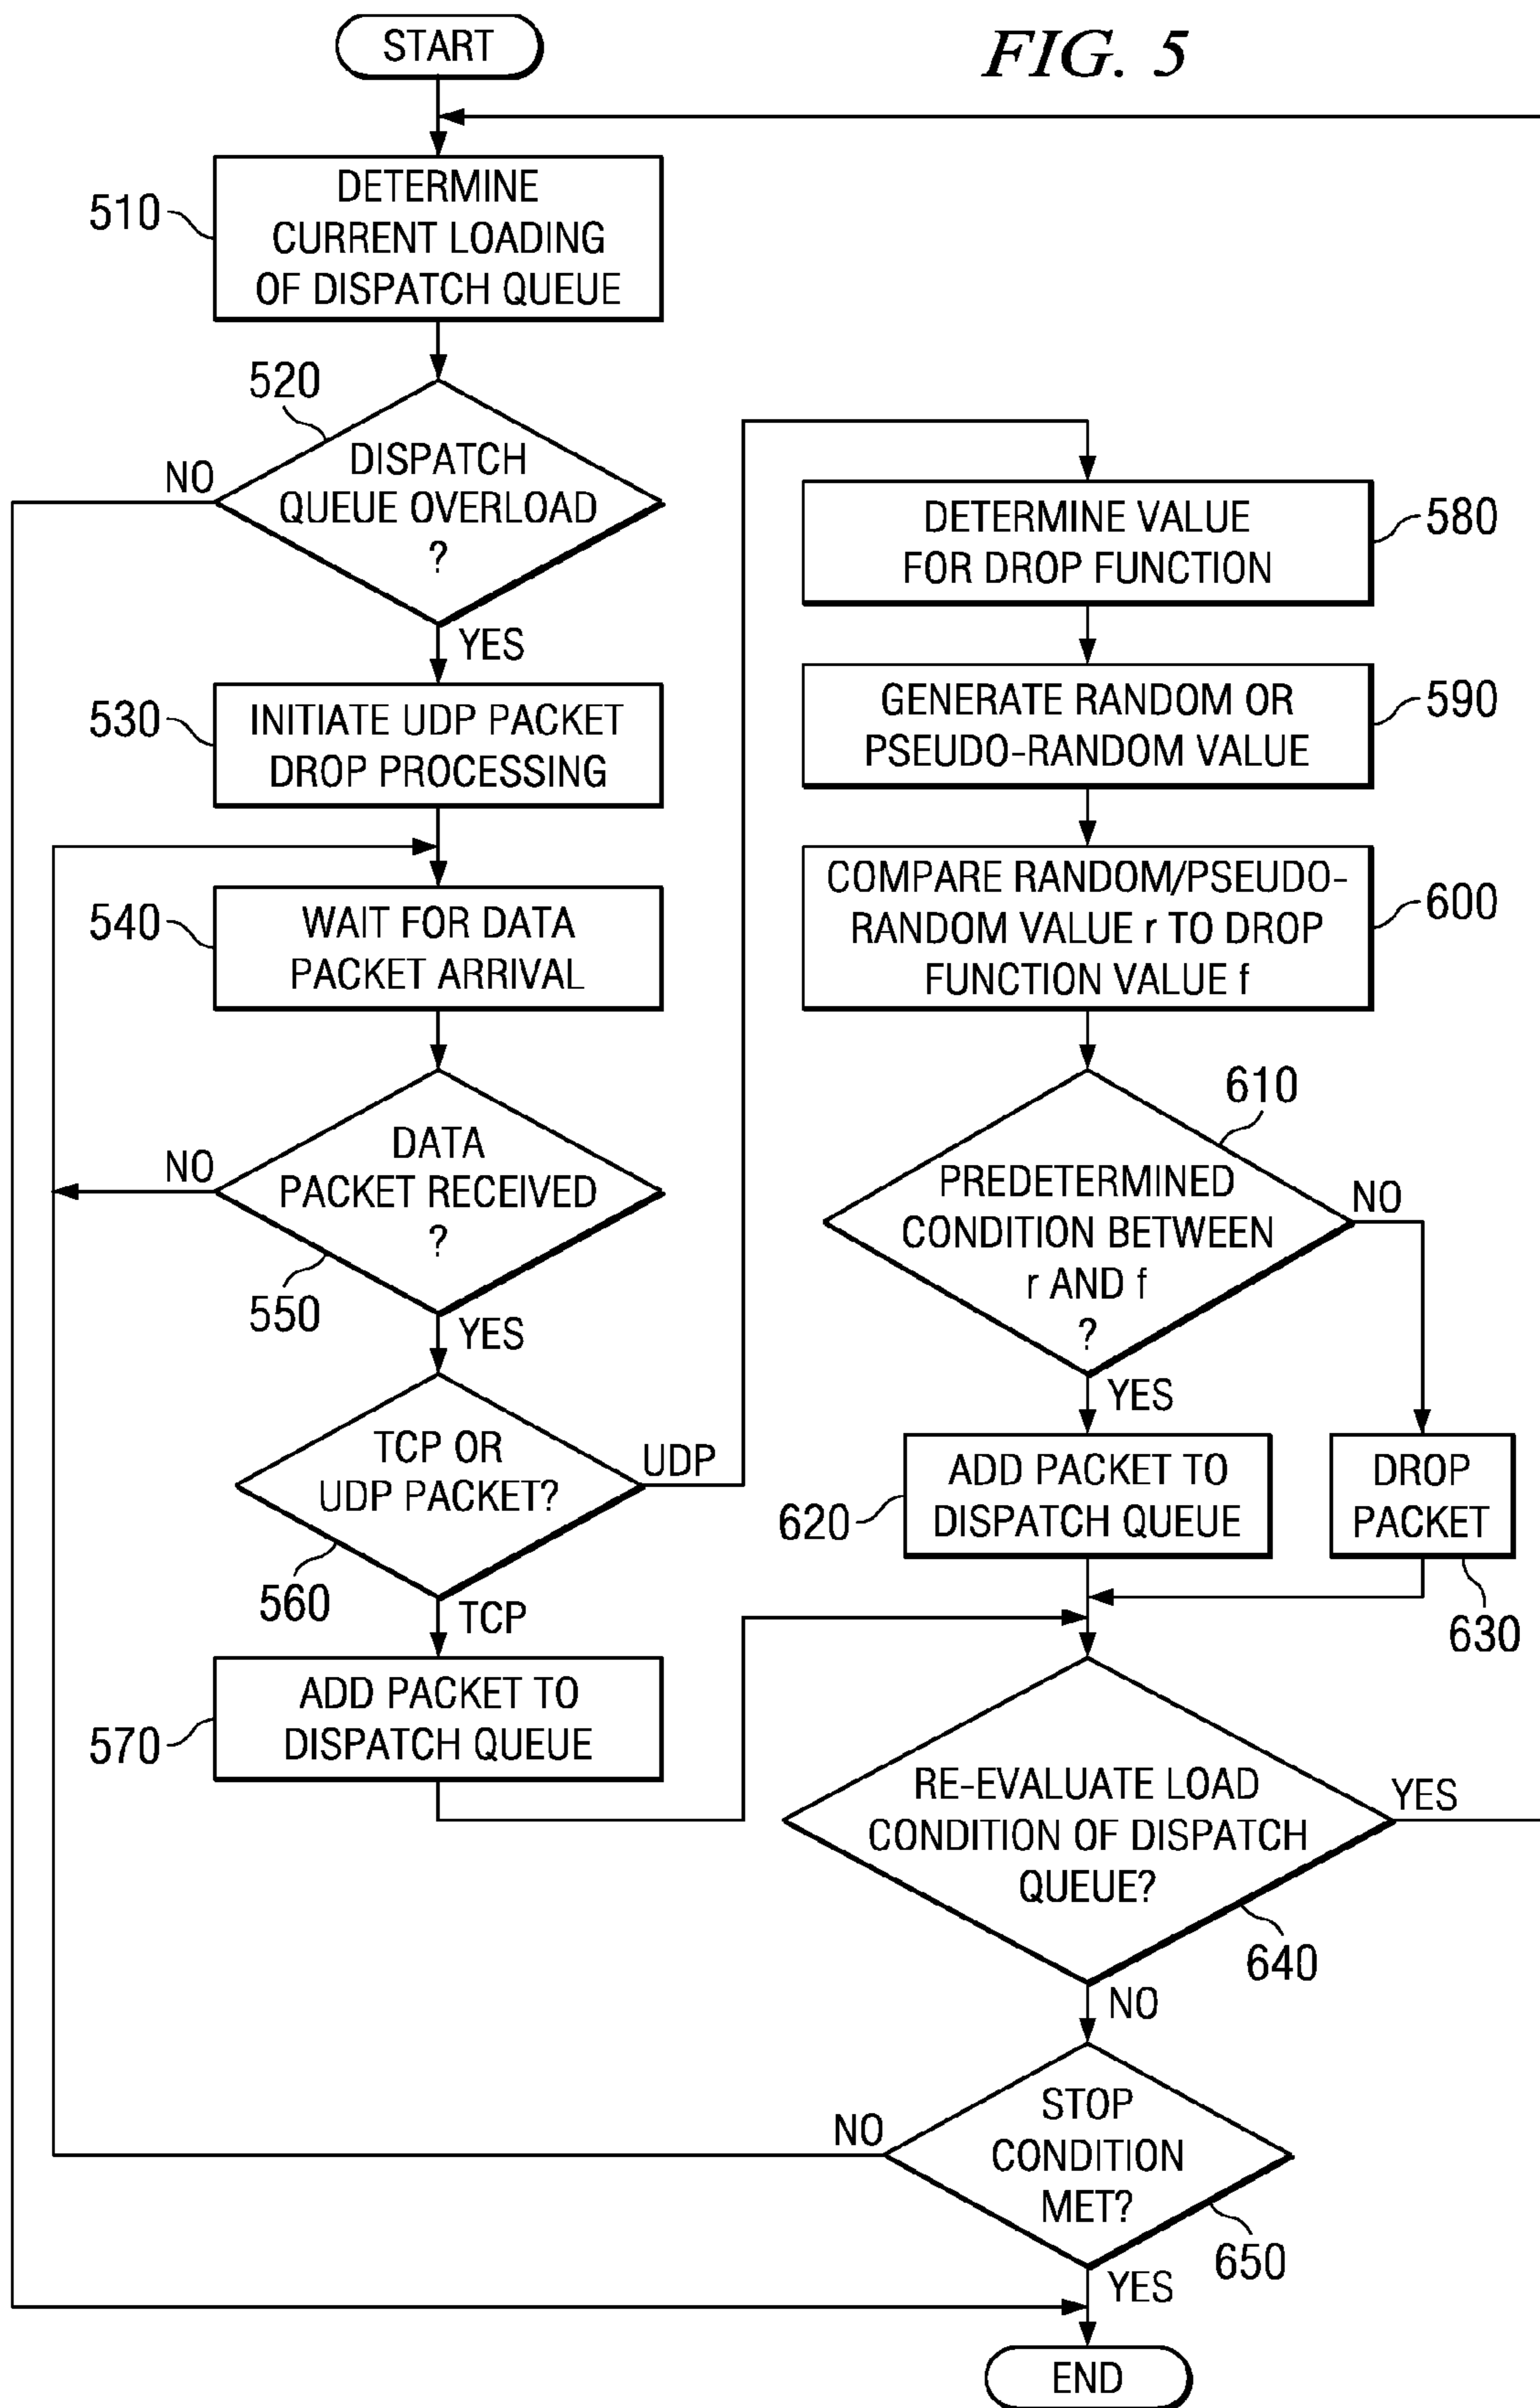 START
FIG. 5
510
DETERMINE
CURRENT LOADING
OF DISPATCH QUEUE
520
DISPATCH
QUEUE OVERLOAD
?
NO
YES
530
INITIATE UDP PACKET
DROP PROCESSING
540
WAIT FOR DATA
PACKET ARRIVAL
DATA
PACKET RECEIVED
?
NO
550
YES
TCP OR
UDP PACKET?
UDP
560
TCP
570
ADD PACKET TO
DISPATCH QUEUE
DETERMINE VALUE
FOR DROP FUNCTION
580
GENERATE RANDOM OR
PSEUDO-RANDOM VALUE
590
COMPARE RANDOM/PSEUDO-
RANDOM VALUE r TO DROP
FUNCTION VALUE f
600
610
PREDETERMINED
CONDITION BETWEEN
r AND f
?
NO
YES
620
ADD PACKET TO
DISPATCH QUEUE
DROP
PACKET
630
RE-EVALUATE LOAD
CONDITION OF DISPATCH
QUEUE?
YES
640
NO
STOP
CONDITION
MET?
NO
650
YES
END